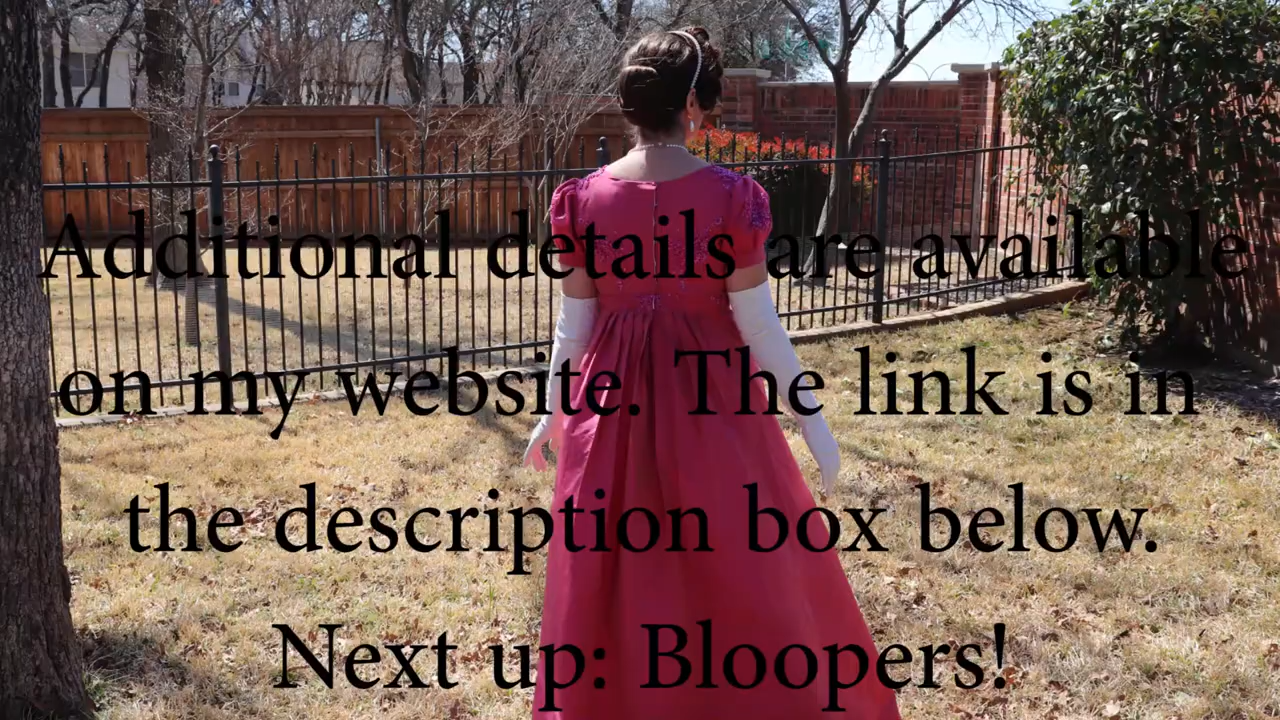 Additional details are available
on my website. The link is in
the description box below.
Next up: Bloopers!